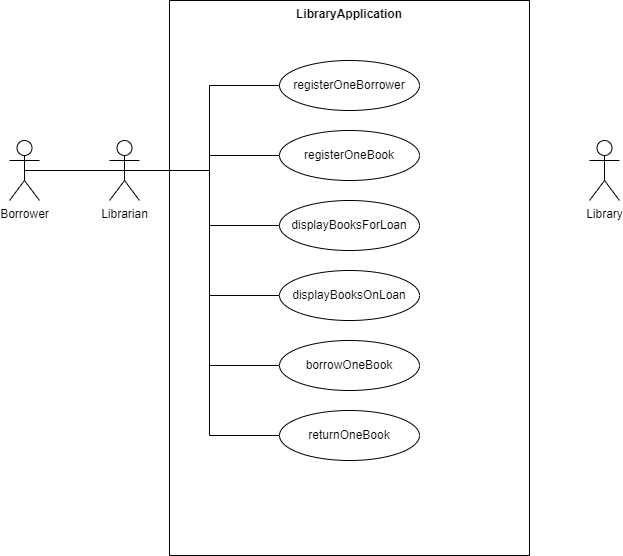 LibraryApplication
registerOneBorrower
registerOneBook
Borrower
Librarian
displayBooksForLoan
Library
displayBooksOnLoan
borrowOneBook
returnOneBook